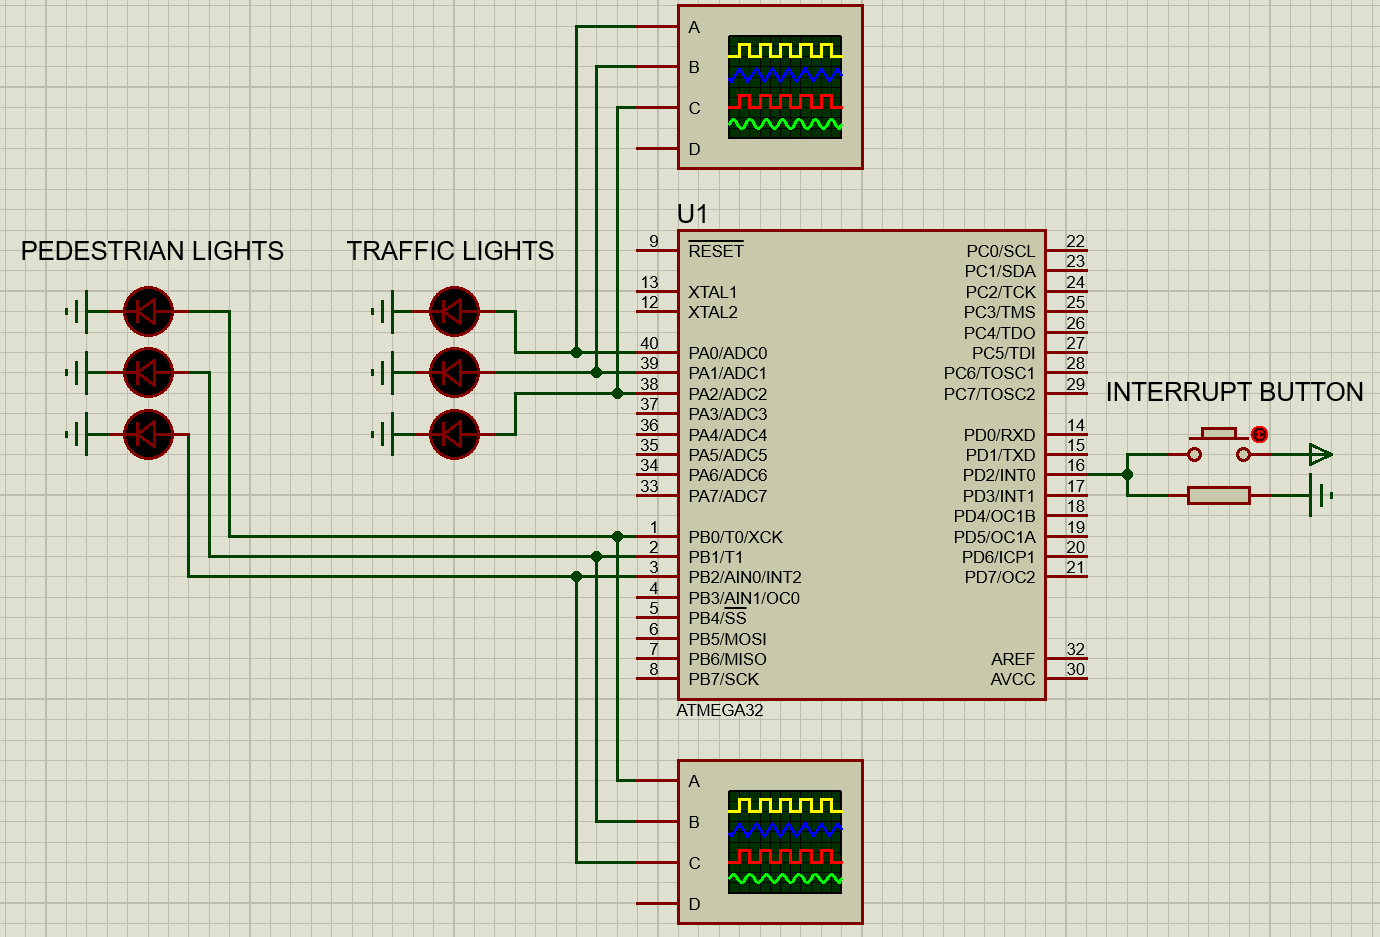 A
B
C
D
U1
PEDESTRIAN LIGHTS
TRAFFIC LIGHTS
9 RESET
13 XTAL1
12 XTAL2
40 PA0/ADC0
39 PA1/ADC1
38 PA2/ADC2
37 PA3/ADC3
36 PA4/ADC4
35 PA5/ADC5
34 PA6/ADC6
33 PA7/ADC7
1 PB0/T0/XCK
2 PB1/T1
3 PB2/AIN0/INT2
4 PB3/AIN1/OC0
5 PB4/SS
6 PB5/MOSI
7 PB6/MISO
8 PB7/SCK
PC0/SCL 22
PC1/SDA 23
PC2/TCK 24
PC3/TMS 25
PC4/TDO 26
PC5/TDI 27
PC6/TOSC1 28
PC7/TOSC2 29
PD0/RXD 14
PD1/TXD 15
PD2/INT0 16
PD3/INT1 17
PD4/OC1B 18
PD5/OC1A 19
PD6/ICP1 20
PD7/OC2 21
AREF 32
AVCC 30
INTERRUPT BUTTON
ATMEGA32
A
B
C
D